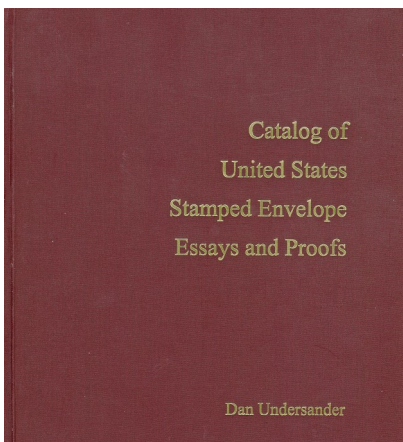 Catalog of
United States
Stamped Envelope
Essays and Proofs
Dan Undersander